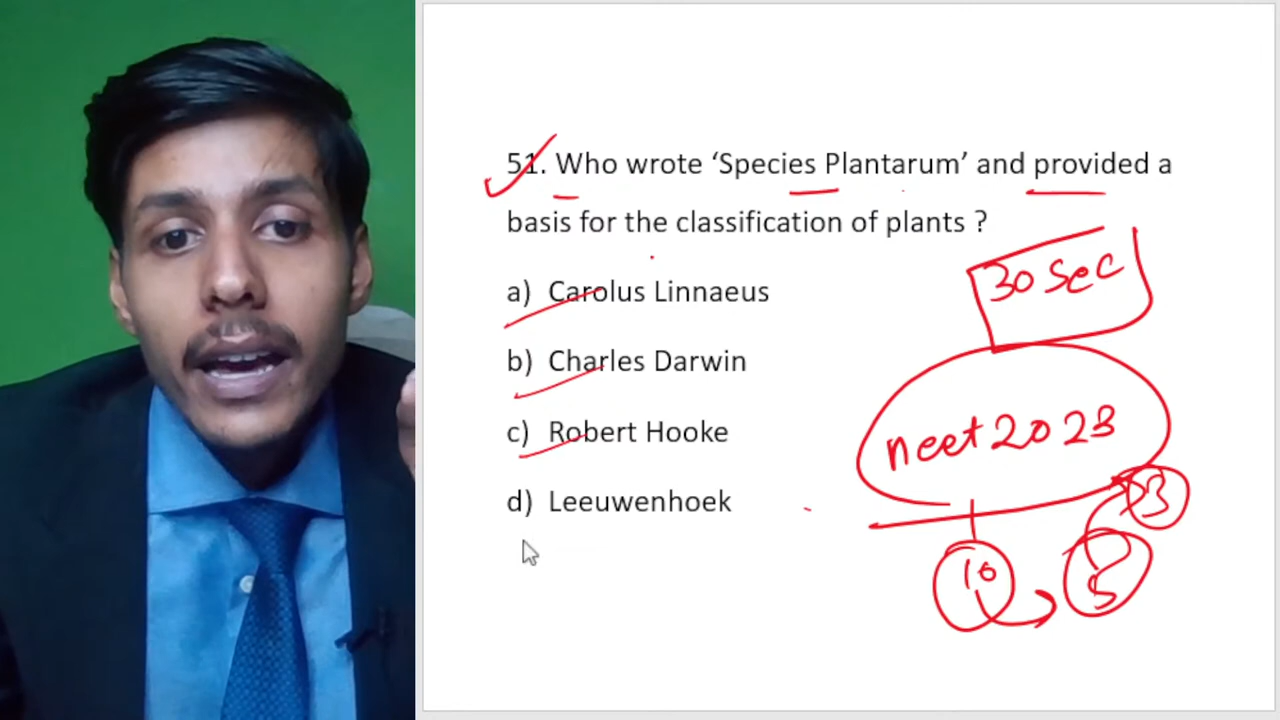 51. Who wrote ‘Species Plantarum’ and provided a
basis for the classification of plants ?
a) Carolus Linnaeus
b) Charles Darwin
c) Robert Hooke
d) Leeuwenhoek
30 Sec
neet 2023
3
10
5